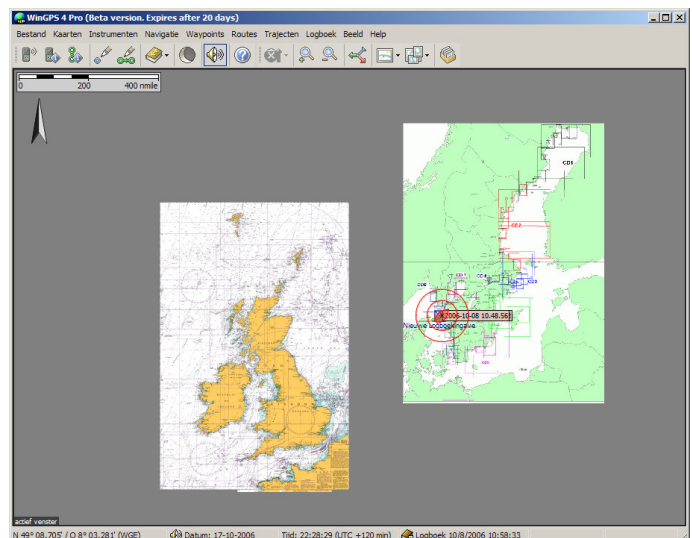 WinGPS 4 Pro (Beta version. Expires after 20 days)
Bestand Kaarten Instrumenten Navigatie Waypoints Routes Trajecten Logboek Beeld Help
0 200 400 nmile
CD1
CD2
2006-10-08 10.48.56
Nieuwe Logboekingave
actief venster
N 49° 08.705' / O 8° 03.281' (WGE) Datum: 17-10-2006 Tijd: 22:28:29 (UTC +120 min) Logboek 10/8/2006 10:58:33